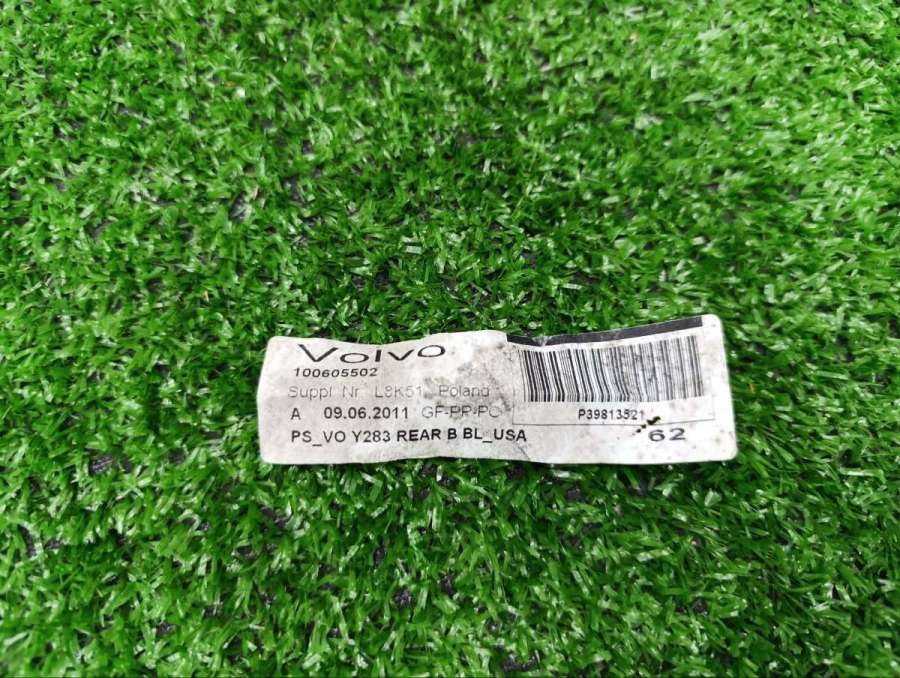 Volvo
100605502
Suppl Nr. L8K51, Poland
A 09.06.2011 GF-PP-PC
PS_VO Y283 REAR B BL_USA
P39813521
62